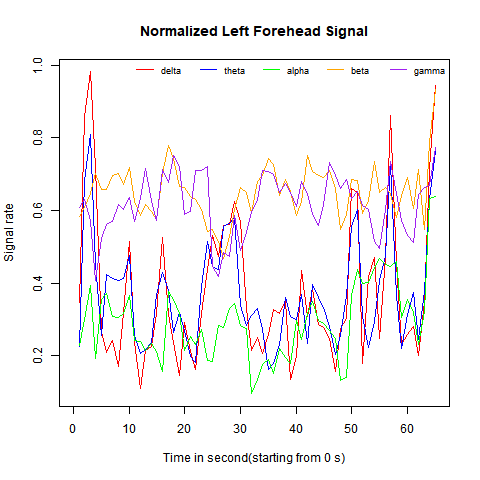 Normalized Left Forehead Signal
delta theta alpha beta gamma
Signal rate
1.0
0.8
0.6
0.4
0.2
0 10 20 30 40 50 60
Time in second(starting from 0 s)